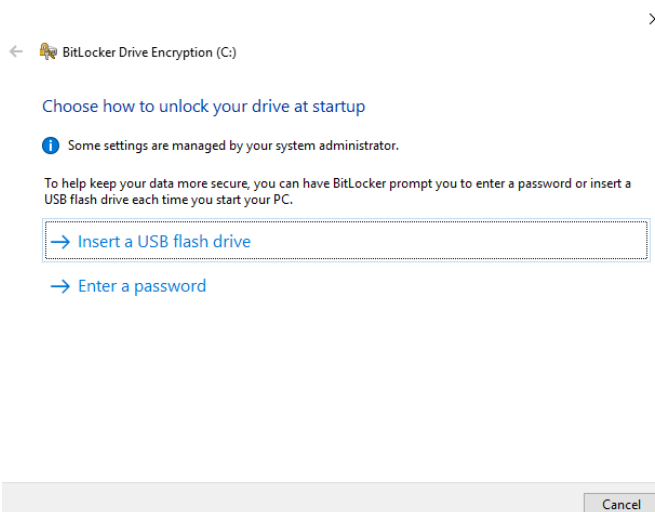 BitLocker Drive Encryption (C:)
Choose how to unlock your drive at startup
Some settings are managed by your system administrator.
To help keep your data more secure, you can have BitLocker prompt you to enter a password or insert a
USB flash drive each time you start your PC.
Insert a USB flash drive
Enter a password
Cancel